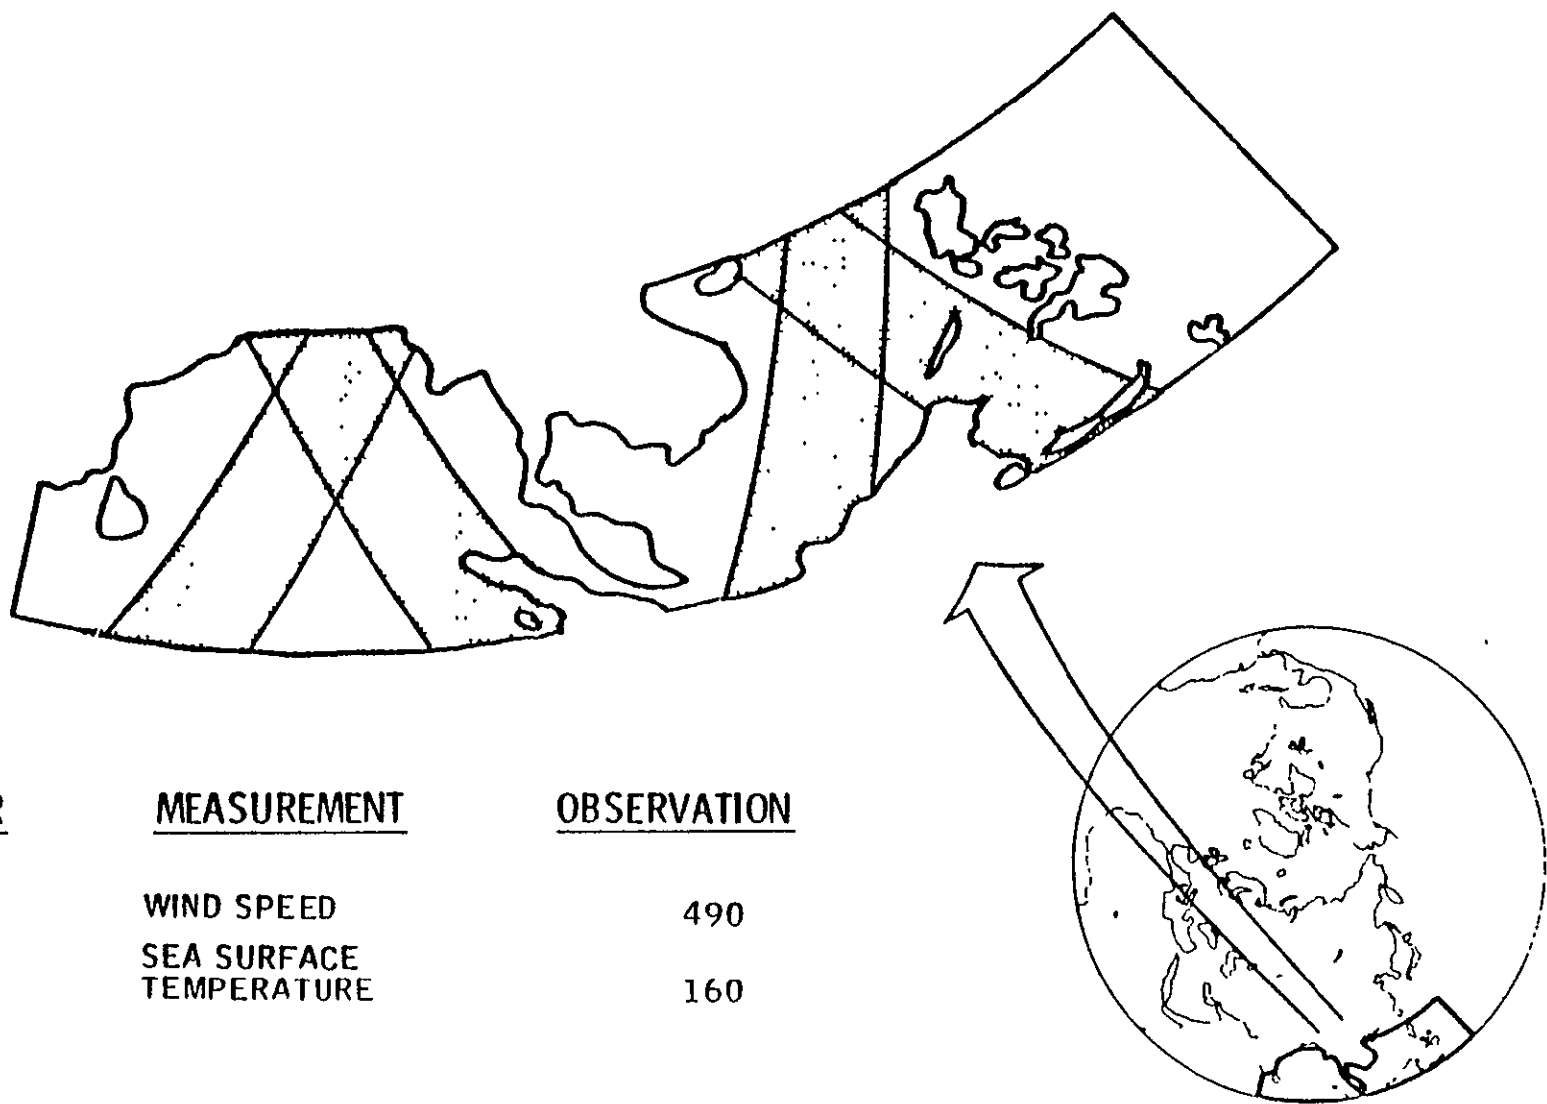 MEASUREMENT OBSERVATION
WIND SPEED 490
SEA SURFACE
TEMPERATURE 160